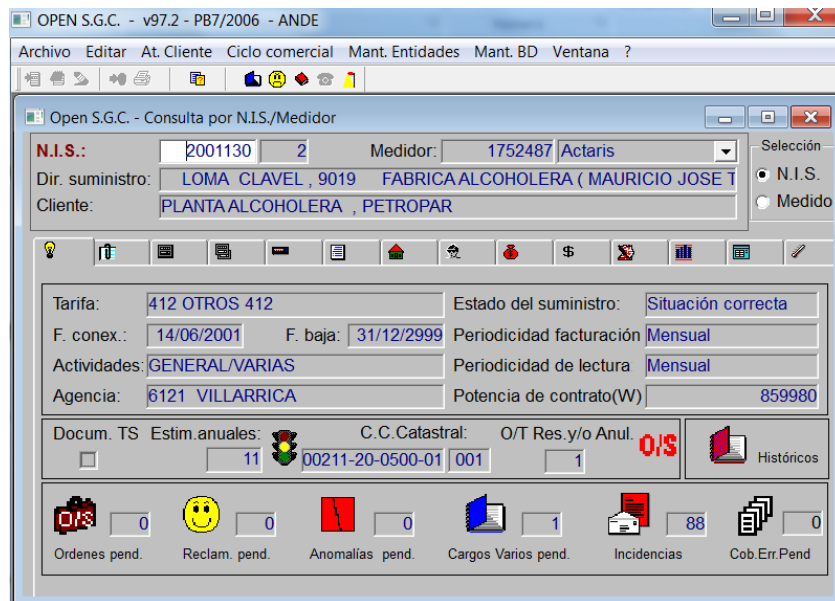 OPEN S.G.C. - v97.2 - PB7/2006 - ANDE
Archivo Editar At. Cliente Ciclo comercial Mant. Entidades Mant. BD Ventana ?
Open S.G.C. - Consulta por N.I.S./Medidor
N.I.S.: 2001130 2 Medidor: 1752487 Actaris
Selección
N.I.S.
Medido
Dir. suministro: LOMA CLAVEL , 9019 FABRICA ALCOHOLERA ( MAURICIO JOSE T
Cliente: PLANTA ALCOHOLERA , PETROPAR
$
Tarifa: 412 OTROS 412 Estado del suministro: Situación correcta
F. conex.: 14/06/2001 F. baja: 31/12/2999 Periodicidad facturación Mensual
Actividades: GENERAL/VARIAS Periodicidad de lectura Mensual
Agencia: 6121 VILLARRICA Potencia de contrato(W) 859980
Docum. TS Estim.anuales: C.C.Catastral: O/T Res.y/o Anul. O/S
11 00211-20-0500-01 001 1 Históricos
O/S 0 0 0 1 88 0
Ordenes pend. Reclam. pend. Anomalías pend. Cargos Varios pend. Incidencias Cob.Err.Pend